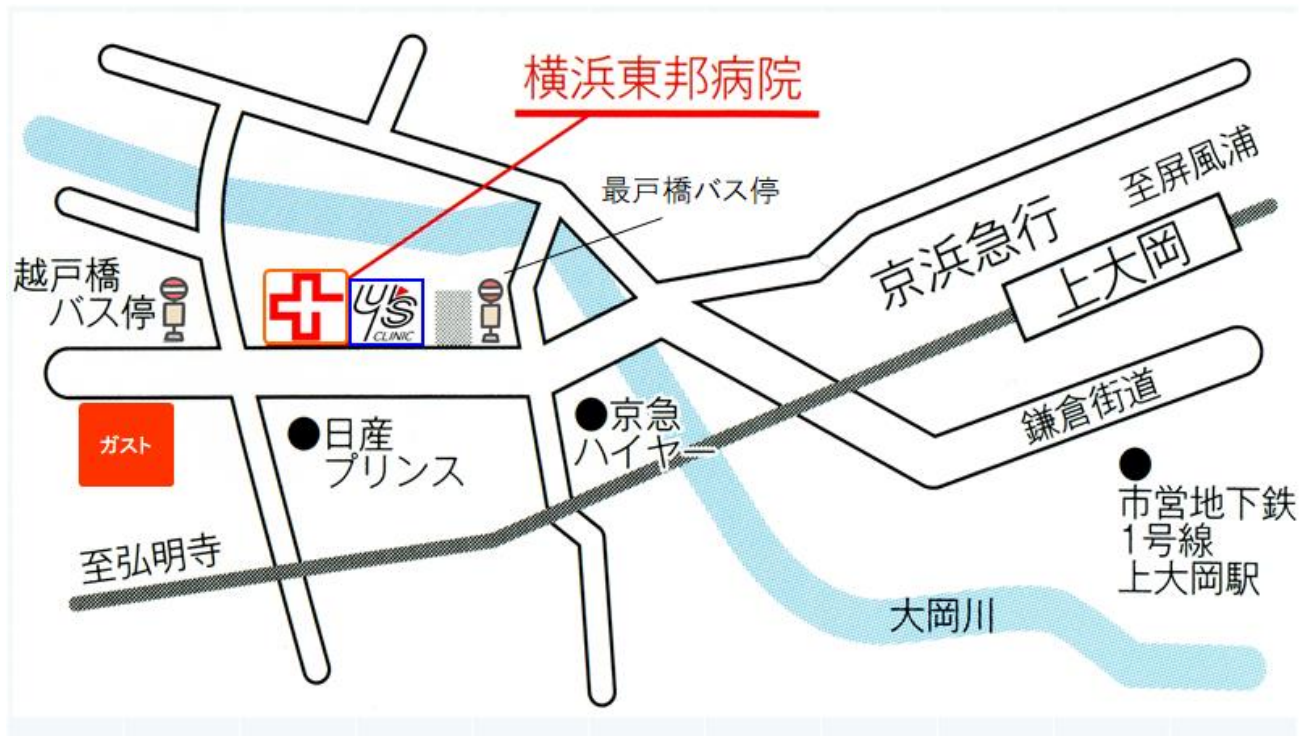 横浜東邦病院
最戸橋バス停
至屏風浦
京浜急行
上大岡
越戸橋
バス停
y's
CLINIC
鎌倉街道
ガスト
日産
プリンス
京急
ハイヤー
市営地下鉄
1号線
上大岡駅
至弘明寺
大岡川